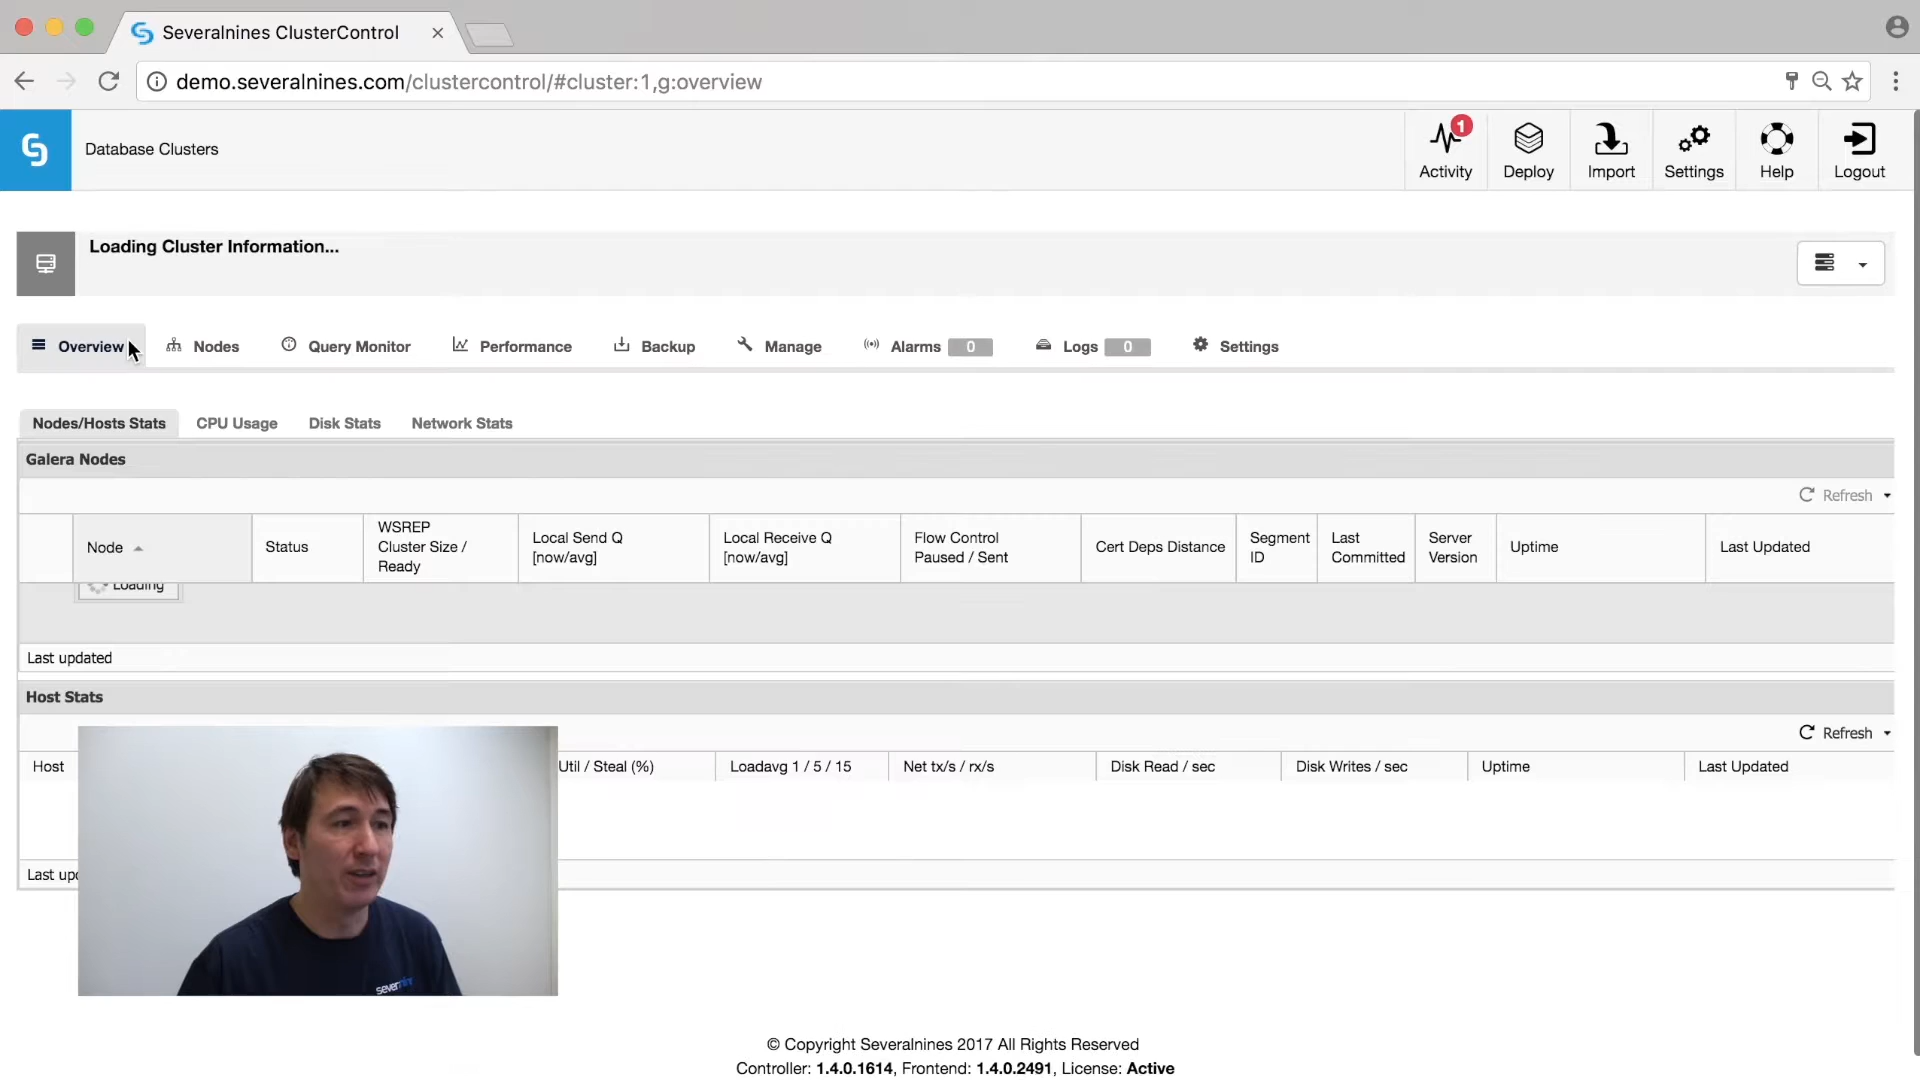 Severalnines ClusterControl
demo.severalnines.com/clustercontrol/#cluster:1,g:overview
Database Clusters
1
Activity
Deploy
Import
Settings
Help
Logout
Loading Cluster Information...
Overview
Nodes
Query Monitor
Performance
Backup
Manage
Alarms 0
Logs 0
Settings
Nodes/Hosts Stats
CPU Usage
Disk Stats
Network Stats
Galera Nodes
Refresh
Node
Status
WSREP
Cluster Size /
Ready
Local Send Q
[now/avg]
Local Receive Q
[now/avg]
Flow Control
Paused / Sent
Cert Deps Distance
Segment
ID
Last
Committed
Server
Version
Uptime
Last Updated
Loading
Last updated
Host Stats
Refresh
Host
Util / Steal (%)
Loadavg 1 / 5 / 15
Net tx/s / rx/s
Disk Read / sec
Disk Writes / sec
Uptime
Last Updated
Last upd
© Copyright Severalnines 2017 All Rights Reserved
Controller: 1.4.0.1614, Frontend: 1.4.0.2491, License: Active